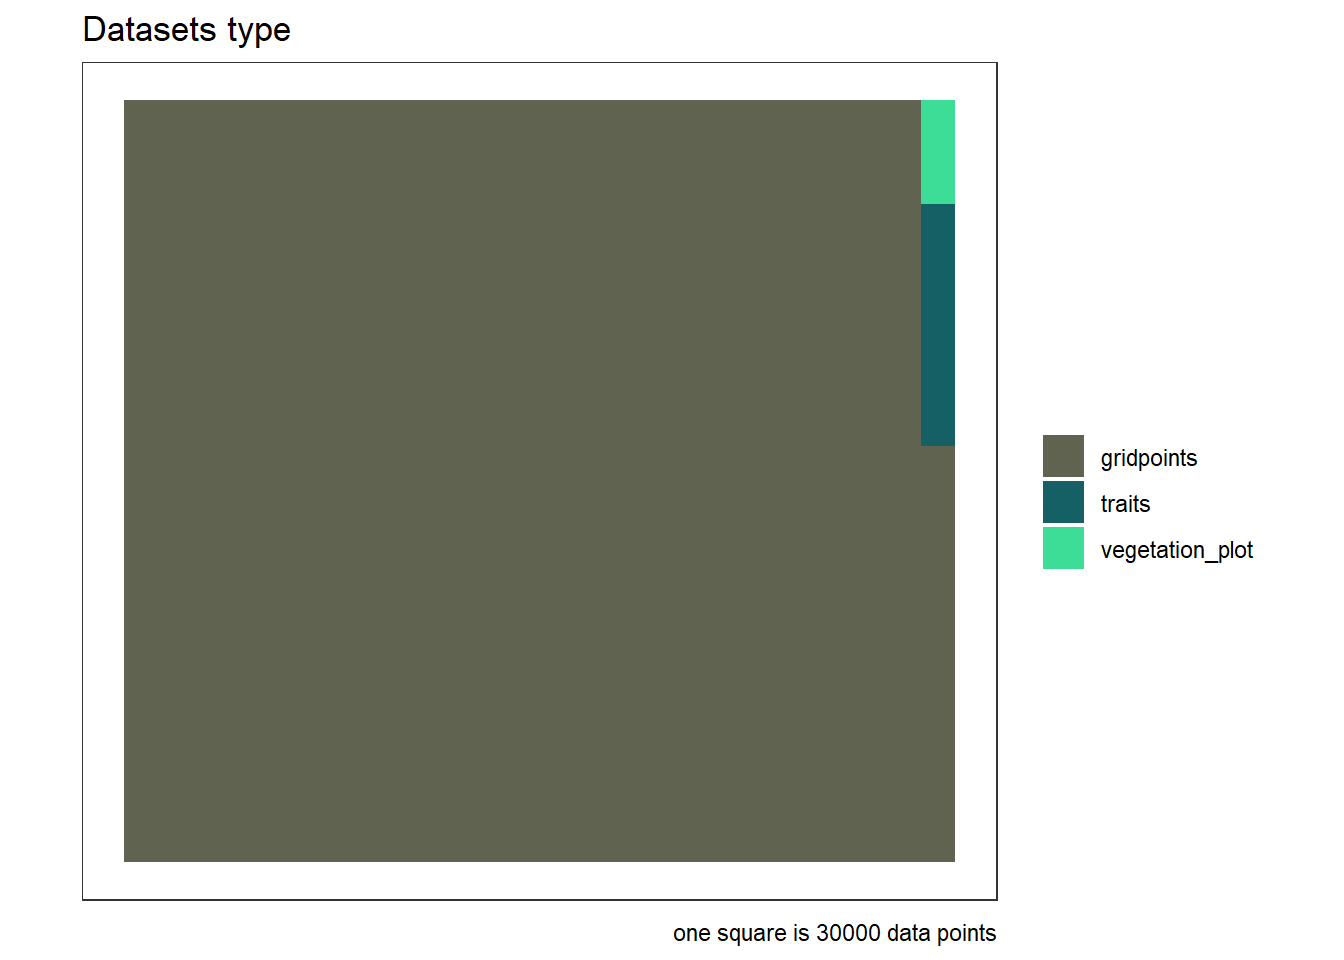 Datasets type
gridpoints
traits
vegetation_plot
one square is 30000 data points